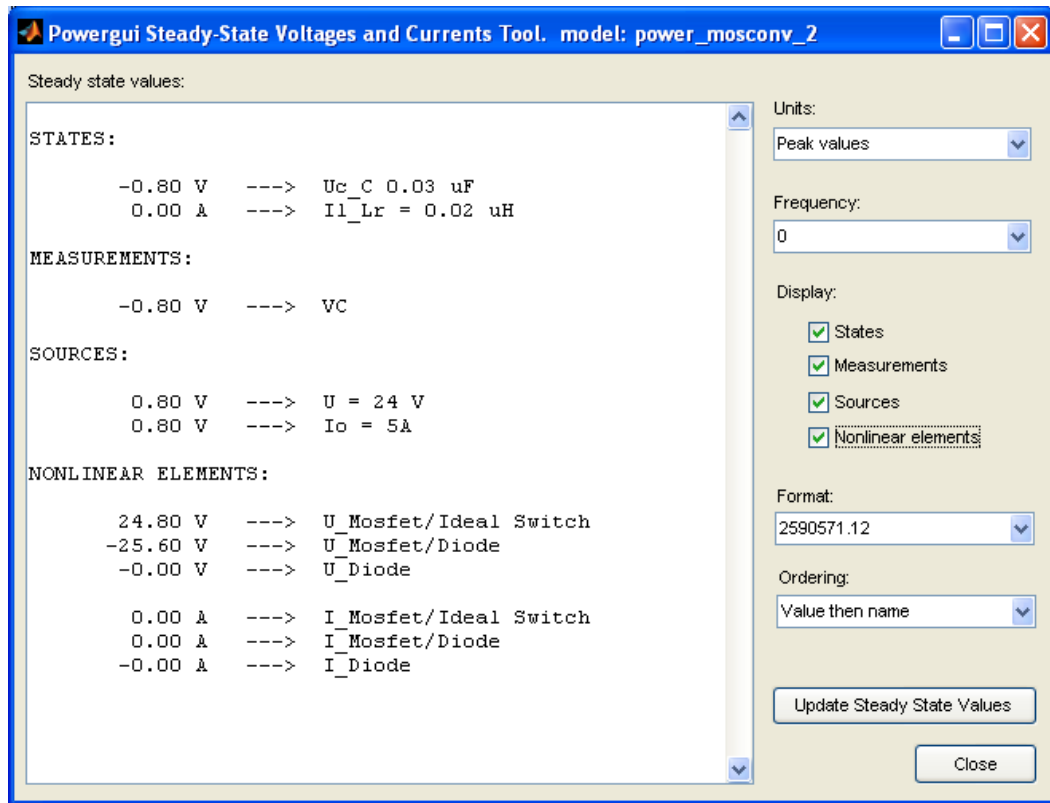 Powergui Steady-State Voltages and Currents Tool. model: power_mosconv_2
Steady state values:
STATES:
-0.80 V ---> Uc_C 0.03 uF
0.00 A ---> Il_Lr = 0.02 uH
MEASUREMENTS:
-0.80 V ---> VC
SOURCES:
0.80 V ---> U = 24 V
0.80 V ---> Io = 5A
NONLINEAR ELEMENTS:
24.80 V ---> U_Mosfet/Ideal Switch
-25.60 V ---> U_Mosfet/Diode
-0.00 V ---> U_Diode
0.00 A ---> I_Mosfet/Ideal Switch
0.00 A ---> I_Mosfet/Diode
-0.00 A ---> I_Diode
Units:
Peak values
Frequency:
0
Display:
States
Measurements
Sources
Nonlinear elements
Format:
2590571.12
Ordering:
Value then name
Update Steady State Values
Close